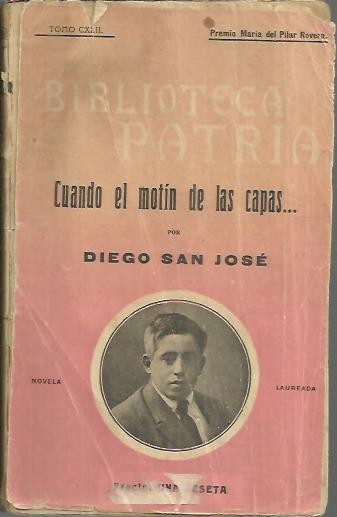 TOMO CXLII.
Premio María del Pilar Rovera.
BIBLIOTECA
PATRIA
Cuando el motín de las capas...
POR
DIEGO SAN JOSÉ
NOVELA
LAUREADA
Precio: UNA PESETA